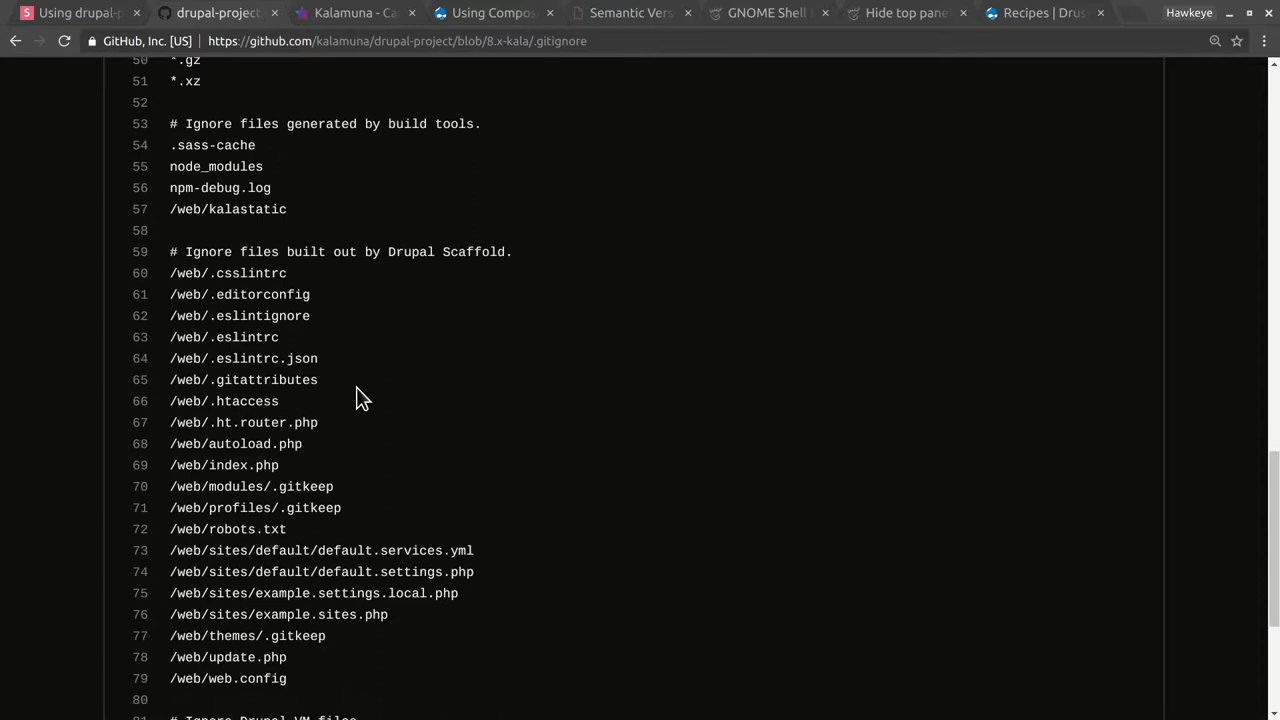 Using drupal-p
drupal-project
Kalamuna - Ca
Using Compos
Semantic Vers
GNOME Shell
Hide top pane
Recipes | Drus
Hawkeye
GitHub, Inc. [US]
https://github.com/kalamuna/drupal-project/blob/8.x-kala/.gitignore
50 *.gz
51 *.xz
52
53 # Ignore files generated by build tools.
54 .sass-cache
55 node_modules
56 npm-debug.log
57 /web/kalastatic
58
59 # Ignore files built out by Drupal Scaffold.
60 /web/.csslintrc
61 /web/.editorconfig
62 /web/.eslintignore
63 /web/.eslintrc
64 /web/.eslintrc.json
65 /web/.gitattributes
66 /web/.htaccess
67 /web/.ht.router.php
68 /web/autoload.php
69 /web/index.php
70 /web/modules/.gitkeep
71 /web/profiles/.gitkeep
72 /web/robots.txt
73 /web/sites/default/default.services.yml
74 /web/sites/default/default.settings.php
75 /web/sites/example.settings.local.php
76 /web/sites/example.sites.php
77 /web/themes/.gitkeep
78 /web/update.php
79 /web/web.config
80
81 # Ignore Drupal VM files